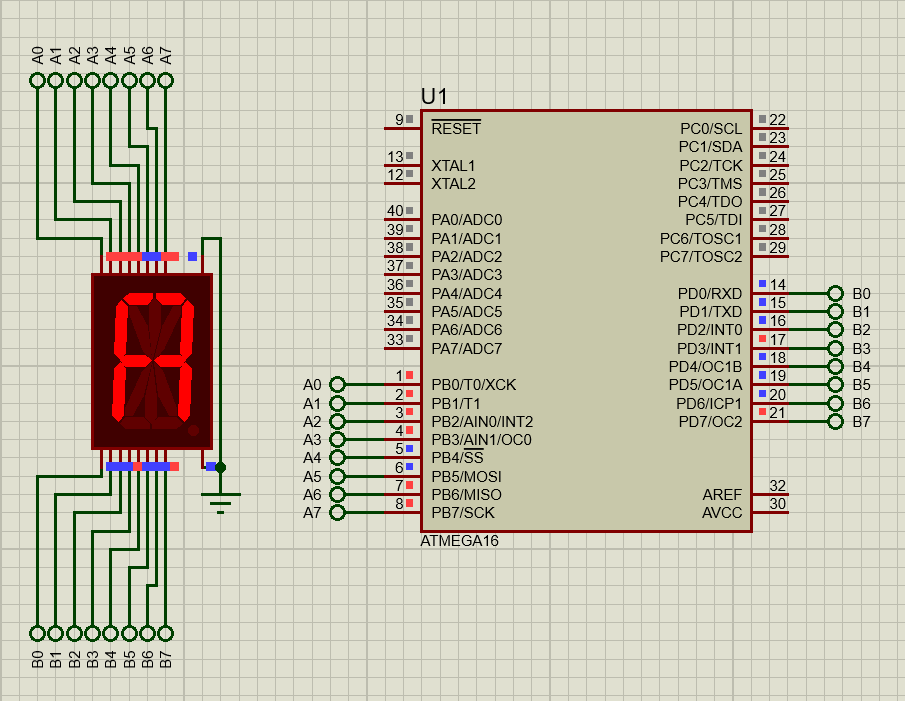 A0 A1 A2 A3 A4 A5 A6 A7
U1
9 RESET
13 XTAL1
12 XTAL2
40 PA0/ADC0
39 PA1/ADC1
38 PA2/ADC2
37 PA3/ADC3
36 PA4/ADC4
35 PA5/ADC5
34 PA6/ADC6
33 PA7/ADC7
A0 1 PB0/T0/XCK
A1 2 PB1/T1
A2 3 PB2/AIN0/INT2
A3 4 PB3/AIN1/OC0
A4 5 PB4/SS
A5 6 PB5/MOSI
A6 7 PB6/MISO
A7 8 PB7/SCK
PC0/SCL 22
PC1/SDA 23
PC2/TCK 24
PC3/TMS 25
PC4/TDO 26
PC5/TDI 27
PC6/TOSC1 28
PC7/TOSC2 29
PD0/RXD 14 B0
PD1/TXD 15 B1
PD2/INT0 16 B2
PD3/INT1 17 B3
PD4/OC1B 18 B4
PD5/OC1A 19 B5
PD6/ICP1 20 B6
PD7/OC2 21 B7
AREF 32
AVCC 30
ATMEGA16
B0 B1 B2 B3 B4 B5 B6 B7